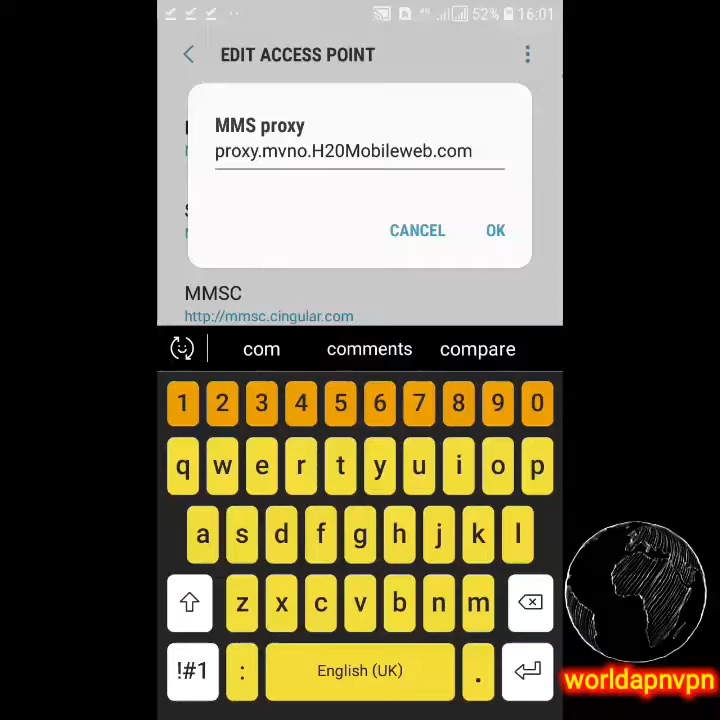 52% 16:01
EDIT ACCESS POINT
MMS proxy
proxy.mvno.H20Mobileweb.com
CANCEL OK
MMSC
http://mmsc.cingular.com
com comments compare
1 2 3 4 5 6 7 8 9 0
q w e r t y u i o p
a s d f g h j k l
z x c v b n m
!#1 : English (UK) .
worldapnvpn